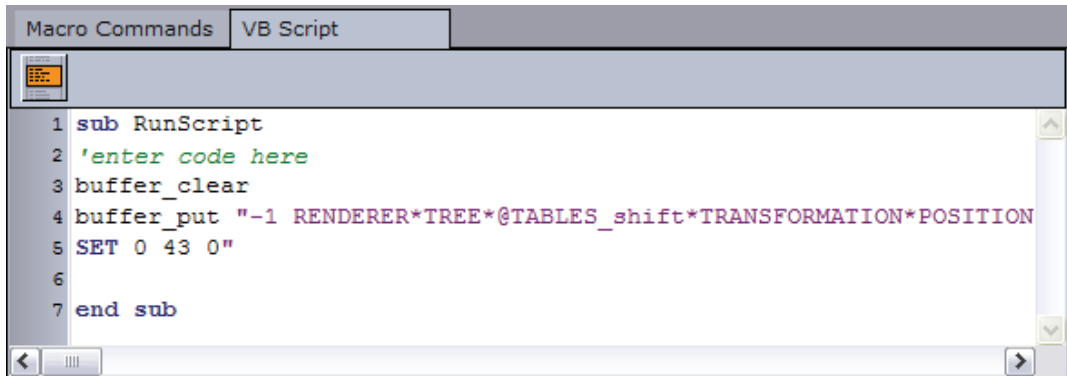 Macro Commands VB Script
1 sub RunScript
2 'enter code here
3 buffer_clear
4 buffer_put "-1 RENDERER*TREE*@TABLES_shift*TRANSFORMATION*POSITION
5 SET 0 43 0"
6
7 end sub